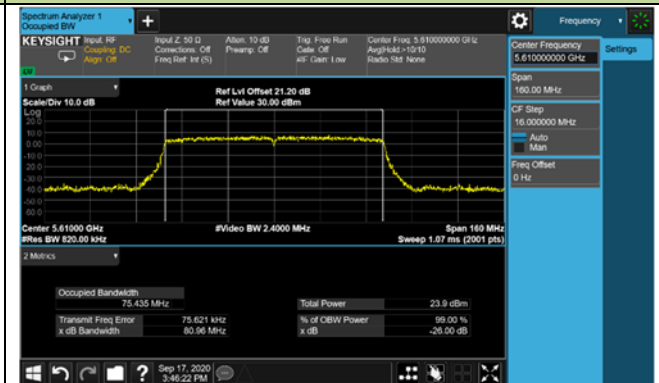 Spectrum Analyzer 1
Occupied BW
+
Frequency
KEYSIGHT Input: RF
Coupling: DC
Align: Off
Input Z: 50 Ω
Corrections: Off
Freq Ref: Int (S)
Atten: 10 dB
Preamp: Off
Trig: Free Run
Gate: Off
#IF Gain: Low
Center Freq: 5.610000000 GHz
Avg|Hold:>10/10
Radio Std: None
Center Frequency
5.610000000 GHz
Settings
Span
160.00 MHz
CF Step
16.000000 MHz
Auto
Man
Freq Offset
0 Hz
1 Graph
Scale/Div 10.0 dB
Ref Lvl Offset 21.20 dB
Ref Value 30.00 dBm
Log
20.0
10.0
0.00
-10.0
-20.0
-30.0
-40.0
-50.0
-60.0
Center 5.61000 GHz
#Res BW 820.00 kHz
#Video BW 2.4000 MHz
Span 160 MHz
Sweep 1.07 ms (2001 pts)
2 Metrics
Occupied Bandwidth
75.435 MHz
Total Power 23.9 dBm
Transmit Freq Error 75.621 kHz
% of OBW Power 99.00 %
x dB Bandwidth 80.96 MHz
x dB -26.00 dB
?
Sep 17, 2020
3:46:22 PM